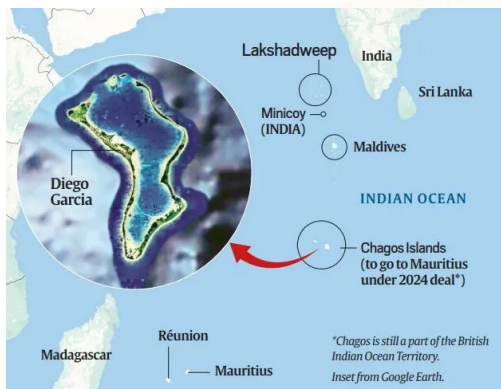 Lakshadweep
India
Sri Lanka
Minicoy
(INDIA)
Maldives
Diego
Garcia
INDIAN OCEAN
Chagos Islands
(to go to Mauritius
under 2024 deal*)
Réunion
Madagascar
Mauritius
*Chagos is still a part of the British
Indian Ocean Territory.
Inset from Google Earth.